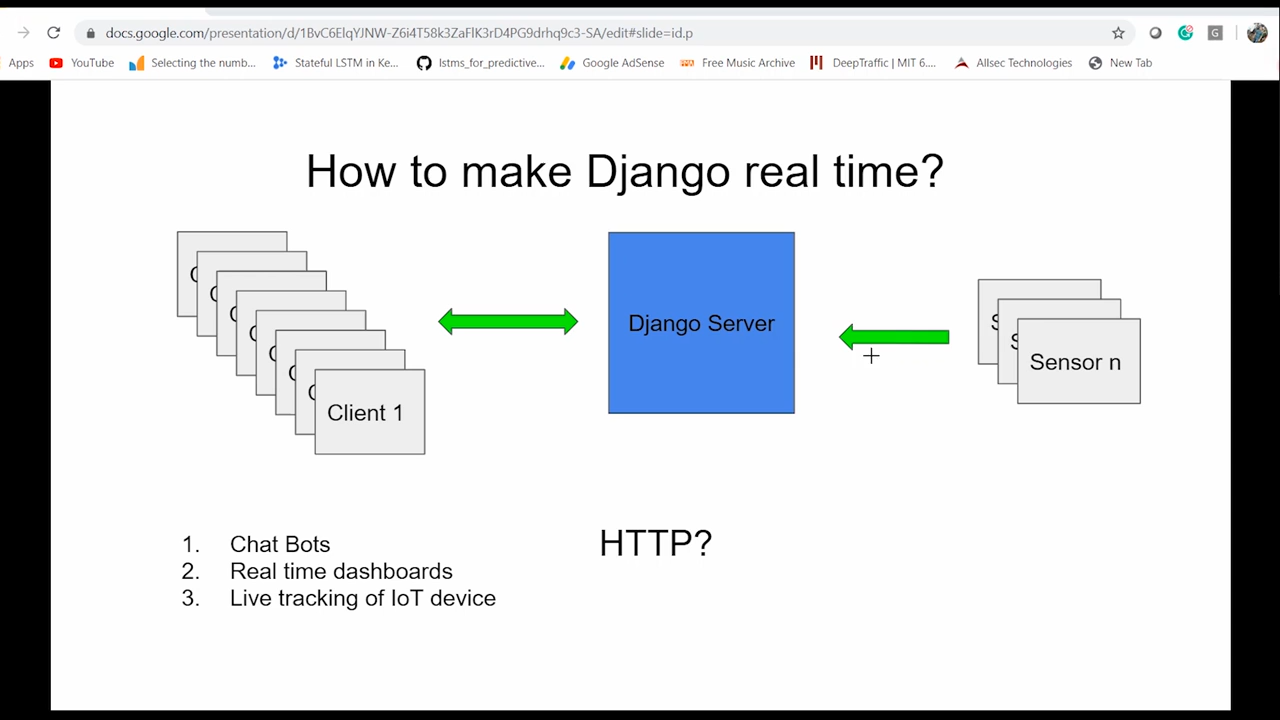 docs.google.com/presentation/d/1BvC6ElqYJNW-Z6i4T58k3ZaFlK3rD4PG9drhq9c3-SA/edit#slide=id.p
Apps YouTube Selecting the numb... Stateful LSTM in Ke... lstms_for_predictive... Google AdSense Free Music Archive DeepTraffic | MIT 6.... Allsec Technologies New Tab
How to make Django real time?
Client 1
Django Server
Sensor n
HTTP?
1. Chat Bots
2. Real time dashboards
3. Live tracking of IoT device